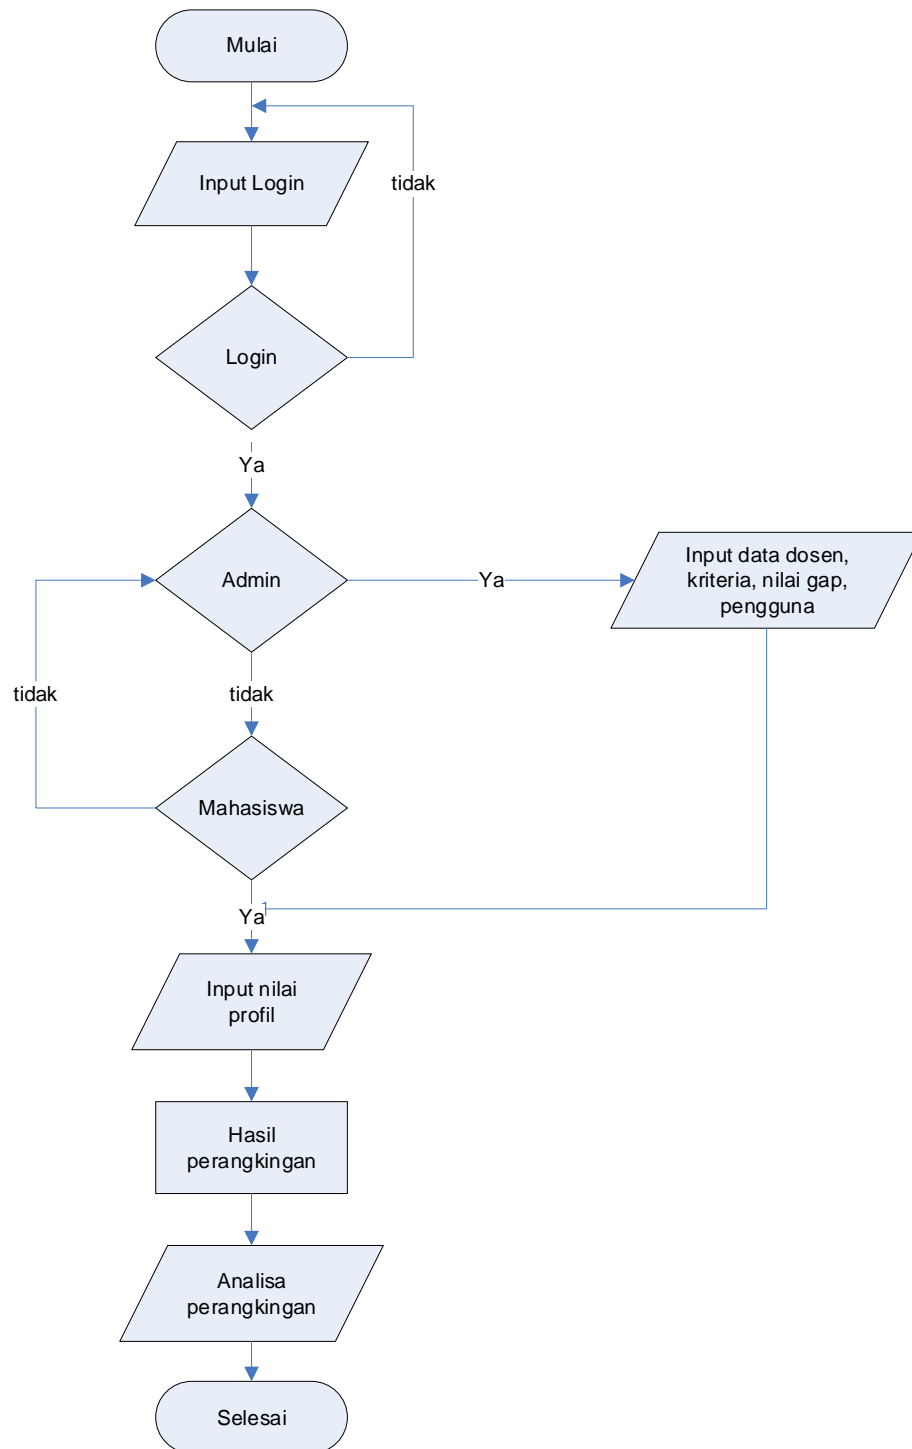 Mulai
Input Login
tidak
Login
Ya
Admin
Ya
Input data dosen,
kriteria, nilai gap,
pengguna
tidak
tidak
Mahasiswa
Ya
Input nilai
profil
Hasil
perangkingan
Analisa
perangkingan
Selesai